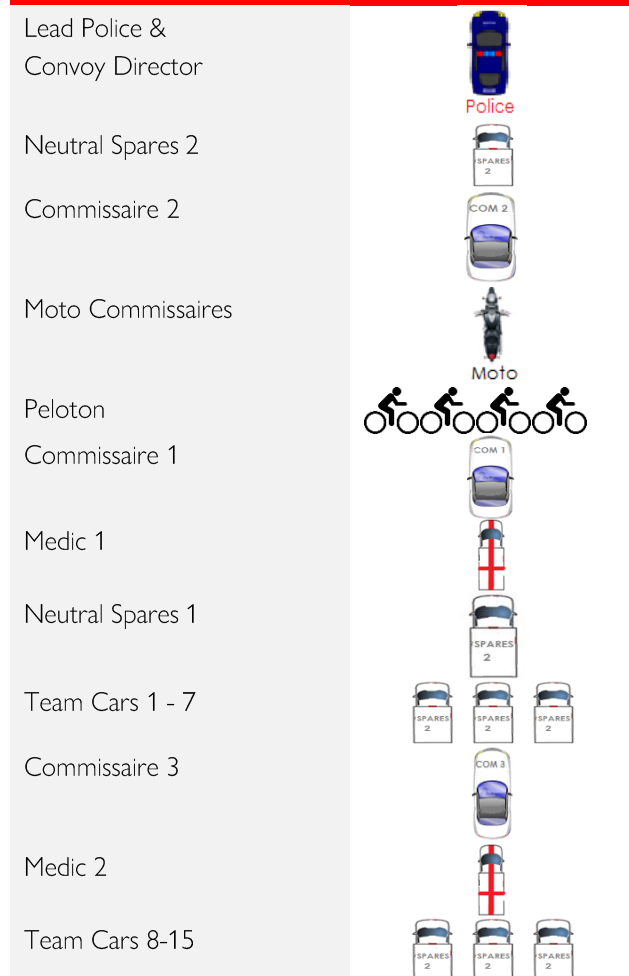 Lead Police &
Convoy Director
Police
Neutral Spares 2
SPARES
2
Commissaire 2
COM 2
Moto Commissaires
Moto
Peloton
Commissaire 1
COM 1
Medic 1
Neutral Spares 1
SPARES
2
Team Cars 1 - 7
SPARES SPARES SPARES
2 2 2
Commissaire 3
COM 3
Medic 2
Team Cars 8-15
SPARES SPARES SPARES
2 2 2